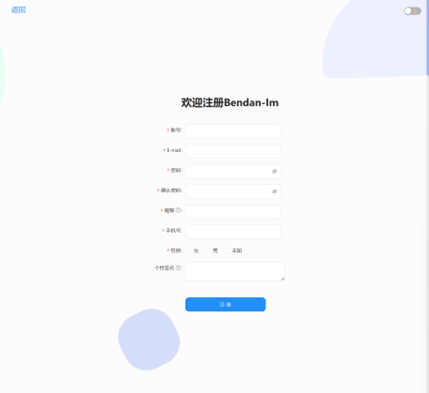 返回
欢迎注册Bendan-Im
* 账号:
* E-mail:
* 密码:
* 确认密码:
* 昵称 :
* 手机号:
* 性别: 女 男 未知
个性签名 :
注 册